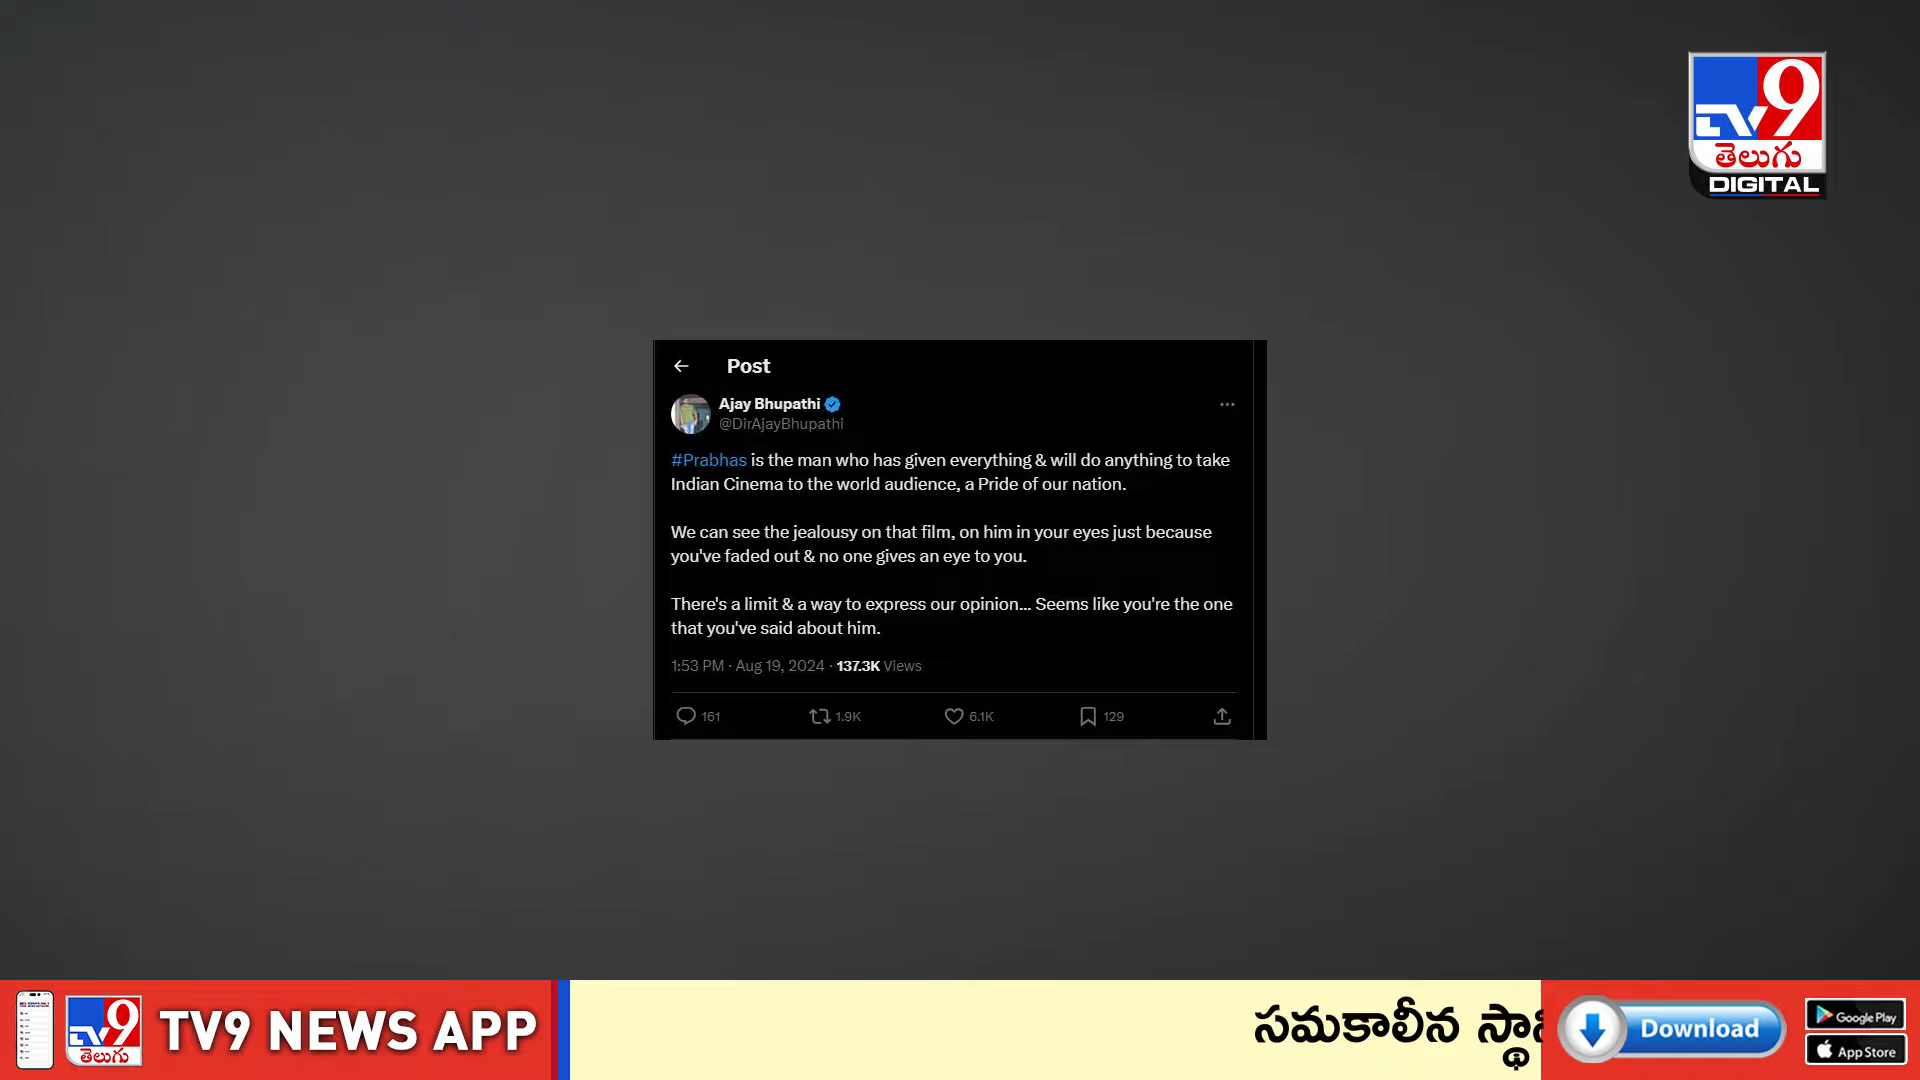 TV9
తెలుగు
DIGITAL
Post
Ajay Bhupathi
@DirAjayBhupathi
#Prabhas is the man who has given everything & will do anything to take
Indian Cinema to the world audience, a Pride of our nation.
We can see the jealousy on that film, on him in your eyes just because
you've faded out & no one gives an eye to you.
There's a limit & a way to express our opinion... Seems like you're the one
that you've said about him.
1:53 PM · Aug 19, 2024 · 137.3K Views
161 1.9K 6.1K 129
TV9
తెలుగు
TV9 NEWS APP
సమకాలీన
Download
Google Play
App Store